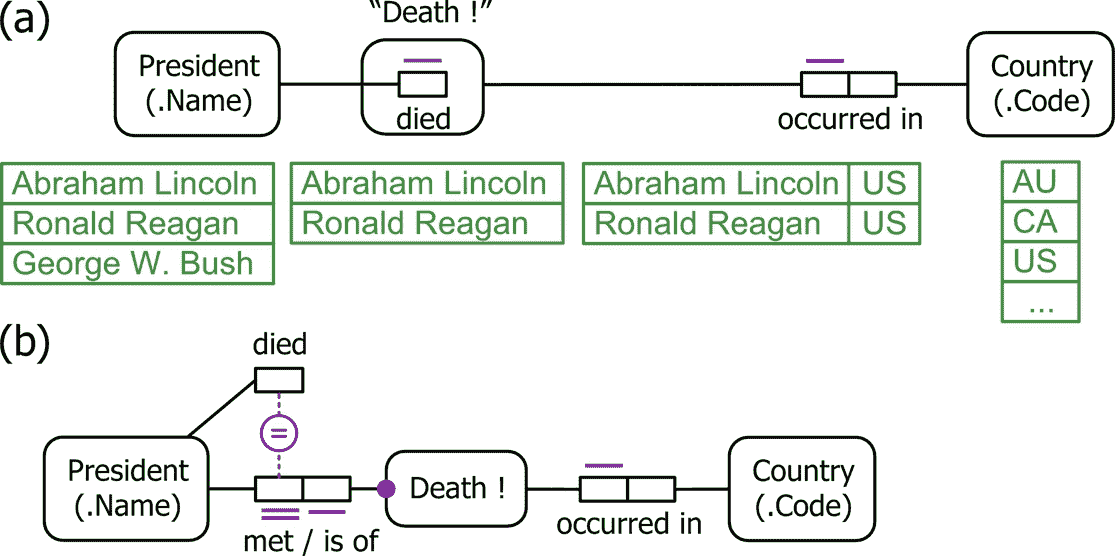 (a)
“Death !”
President
(.Name)
died
occurred in
Country
(.Code)
Abraham Lincoln
Ronald Reagan
George W. Bush
Abraham Lincoln
Ronald Reagan
Abraham Lincoln US
Ronald Reagan US
AU
CA
US
...
(b)
died
=
President
(.Name)
met / is of
Death !
occurred in
Country
(.Code)